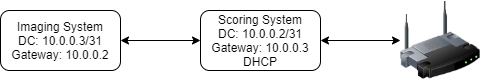 Imaging System
DC: 10.0.0.3/31
Gateway: 10.0.0.2
Scoring System
DC: 10.0.0.2/31
Gateway: 10.0.0.3
DHCP